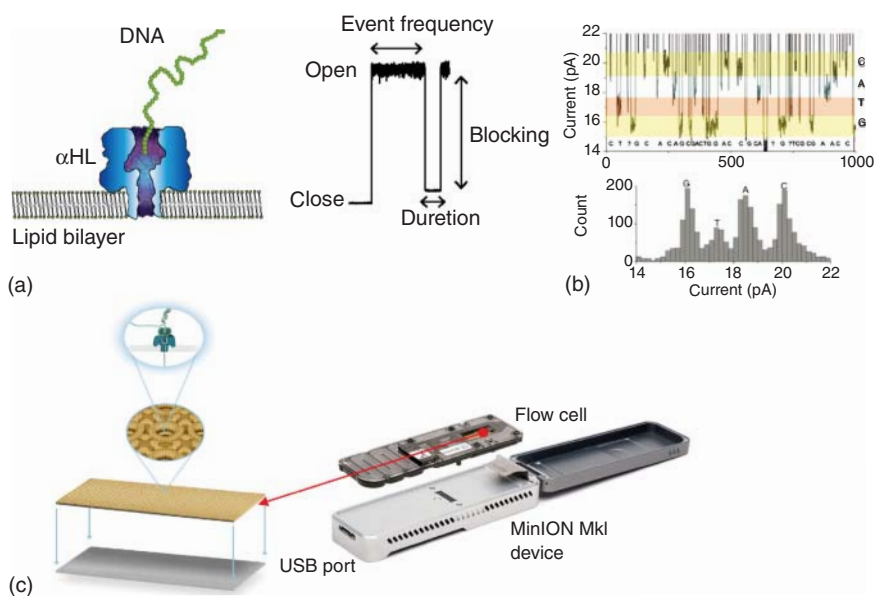 DNA
αHL
Lipid bilayer
(a)
Event frequency
Open
Blocking
Close
Duretion
(b)
Current (pA)
22
20
18
16
14
C
A
T
G
0
500
1000
200
100
0
Count
G
T
A
C
14
16
18
20
22
Current (pA)
Flow cell
MinION MkI
device
USB port
(c)